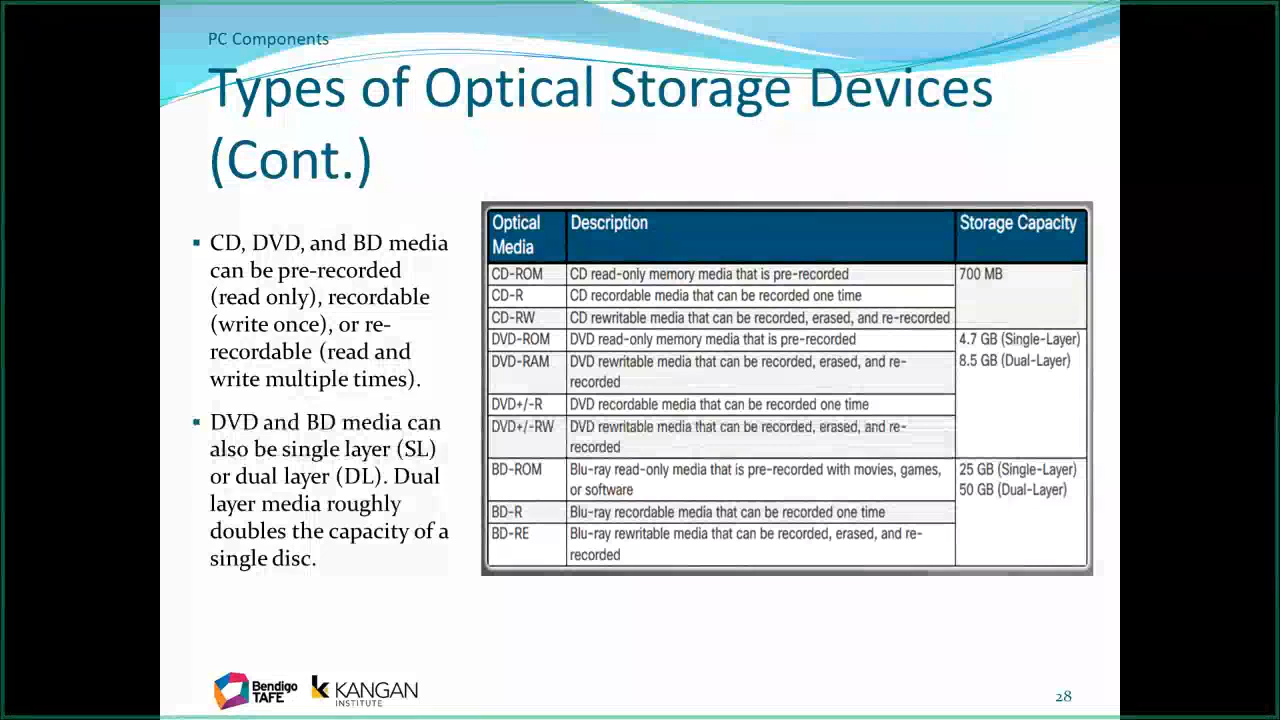 PC Components
Types of Optical Storage Devices
(Cont.)
▪ CD, DVD, and BD media
can be pre-recorded
(read only), recordable
(write once), or re-
recordable (read and
write multiple times).
▪ DVD and BD media can
also be single layer (SL)
or dual layer (DL). Dual
layer media roughly
doubles the capacity of a
single disc.
Optical Media Description Storage Capacity
CD-ROM CD read-only memory media that is pre-recorded 700 MB
CD-R CD recordable media that can be recorded one time
CD-RW CD rewritable media that can be recorded, erased, and re-recorded
DVD-ROM DVD read-only memory media that is pre-recorded 4.7 GB (Single-Layer)
DVD-RAM DVD rewritable media that can be recorded, erased, and re- 8.5 GB (Dual-Layer)
recorded
DVD+/-R DVD recordable media that can be recorded one time
DVD+/-RW DVD rewritable media that can be recorded, erased, and re-
recorded
BD-ROM Blu-ray read-only media that is pre-recorded with movies, games, 25 GB (Single-Layer)
or software 50 GB (Dual-Layer)
BD-R Blu-ray recordable media that can be recorded one time
BD-RE Blu-ray rewritable media that can be recorded, erased, and re-
recorded
Bendigo
TAFE
KANGAN
INSTITUTE
28